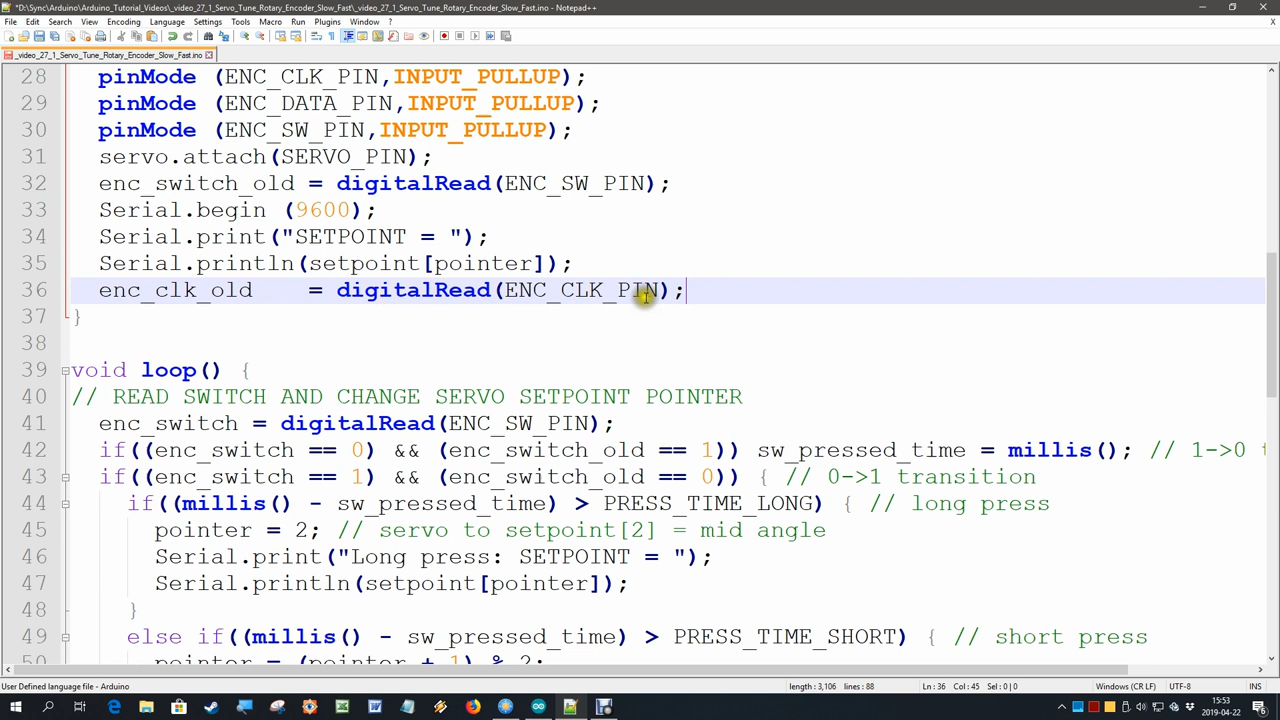 *D:\Sync\Arduino\Arduino_Tutorial_Videos\_video_27_1_Servo_Tune_Rotary_Encoder_Slow_Fast\_video_27_1_Servo_Tune_Rotary_Encoder_Slow_Fast.ino - Notepad++
File Edit Search View Encoding Language Settings Tools Macro Run Plugins Window ?
_video_27_1_Servo_Tune_Rotary_Encoder_Slow_Fast.ino
28 pinMode (ENC_CLK_PIN,INPUT_PULLUP);
29 pinMode (ENC_DATA_PIN,INPUT_PULLUP);
30 pinMode (ENC_SW_PIN,INPUT_PULLUP);
31 servo.attach(SERVO_PIN);
32 enc_switch_old = digitalRead(ENC_SW_PIN);
33 Serial.begin (9600);
34 Serial.print("SETPOINT = ");
35 Serial.println(setpoint[pointer]);
36 enc_clk_old    = digitalRead(ENC_CLK_PIN);
37 }
38
39 void loop() {
40 // READ SWITCH AND CHANGE SERVO SETPOINT POINTER
41 enc_switch = digitalRead(ENC_SW_PIN);
42 if((enc_switch == 0) && (enc_switch_old == 1)) sw_pressed_time = millis(); // 1->0 t
43 if((enc_switch == 1) && (enc_switch_old == 0)) { // 0->1 transition
44 if((millis() - sw_pressed_time) > PRESS_TIME_LONG) { // long press
45 pointer = 2; // servo to setpoint[2] = mid angle
46 Serial.print("Long press: SETPOINT = ");
47 Serial.println(setpoint[pointer]);
48 }
49 else if((millis() - sw_pressed_time) > PRESS_TIME_SHORT) { // short press
50 pointer = (pointer + 1) % 2;
User Defined language file - Arduino length : 3,106 lines : 88 Ln : 36 Col : 45 Sel : 0 | 0 Windows (CR LF) UTF-8 INS
15:53
2019-04-22